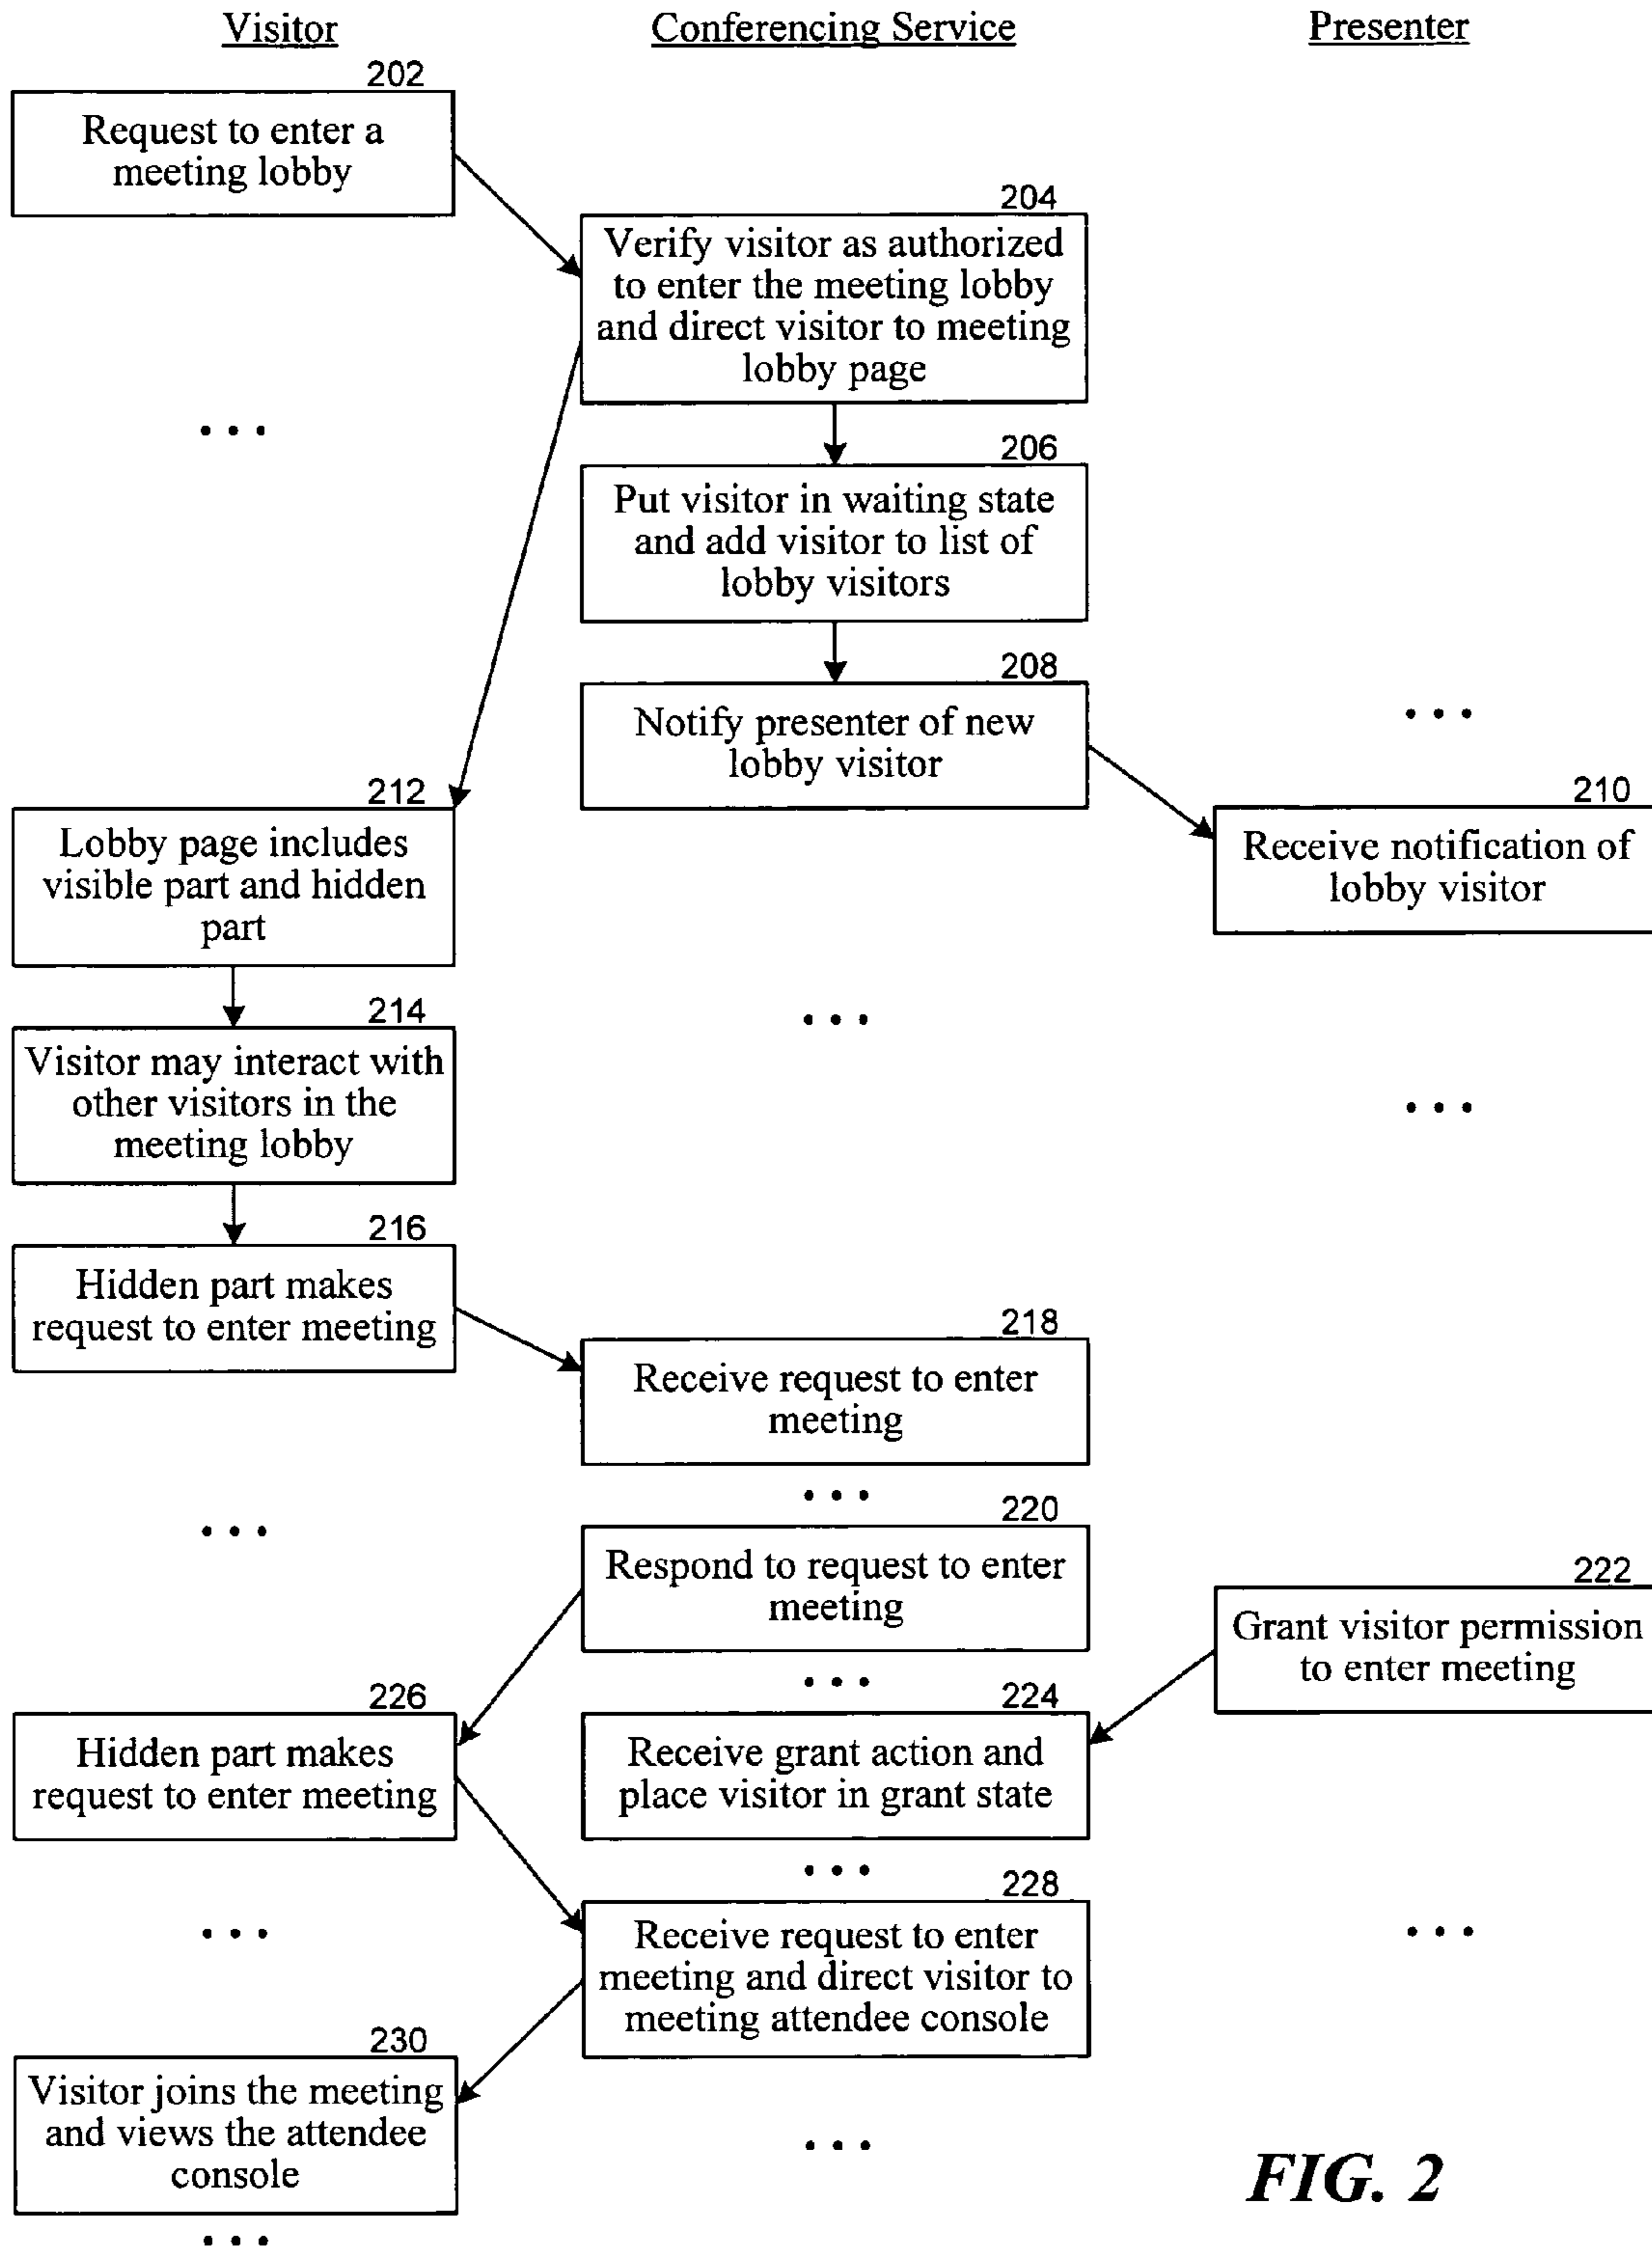 Visitor
Conferencing Service
Presenter
202
Request to enter a
meeting lobby
204
Verify visitor as authorized
to enter the meeting lobby
and direct visitor to meeting
lobby page
...
206
Put visitor in waiting state
and add visitor to list of
lobby visitors
208
Notify presenter of new
lobby visitor
...
210
Receive notification of
lobby visitor
212
Lobby page includes
visible part and hidden
part
...
214
Visitor may interact with
other visitors in the
meeting lobby
...
216
Hidden part makes
request to enter meeting
218
Receive request to enter
meeting
...
...
220
Respond to request to enter
meeting
222
Grant visitor permission
to enter meeting
...
224
Receive grant action and
place visitor in grant state
226
Hidden part makes
request to enter meeting
...
228
Receive request to enter
meeting and direct visitor to
meeting attendee console
...
...
230
Visitor joins the meeting
and views the attendee
console
...
...
FIG. 2